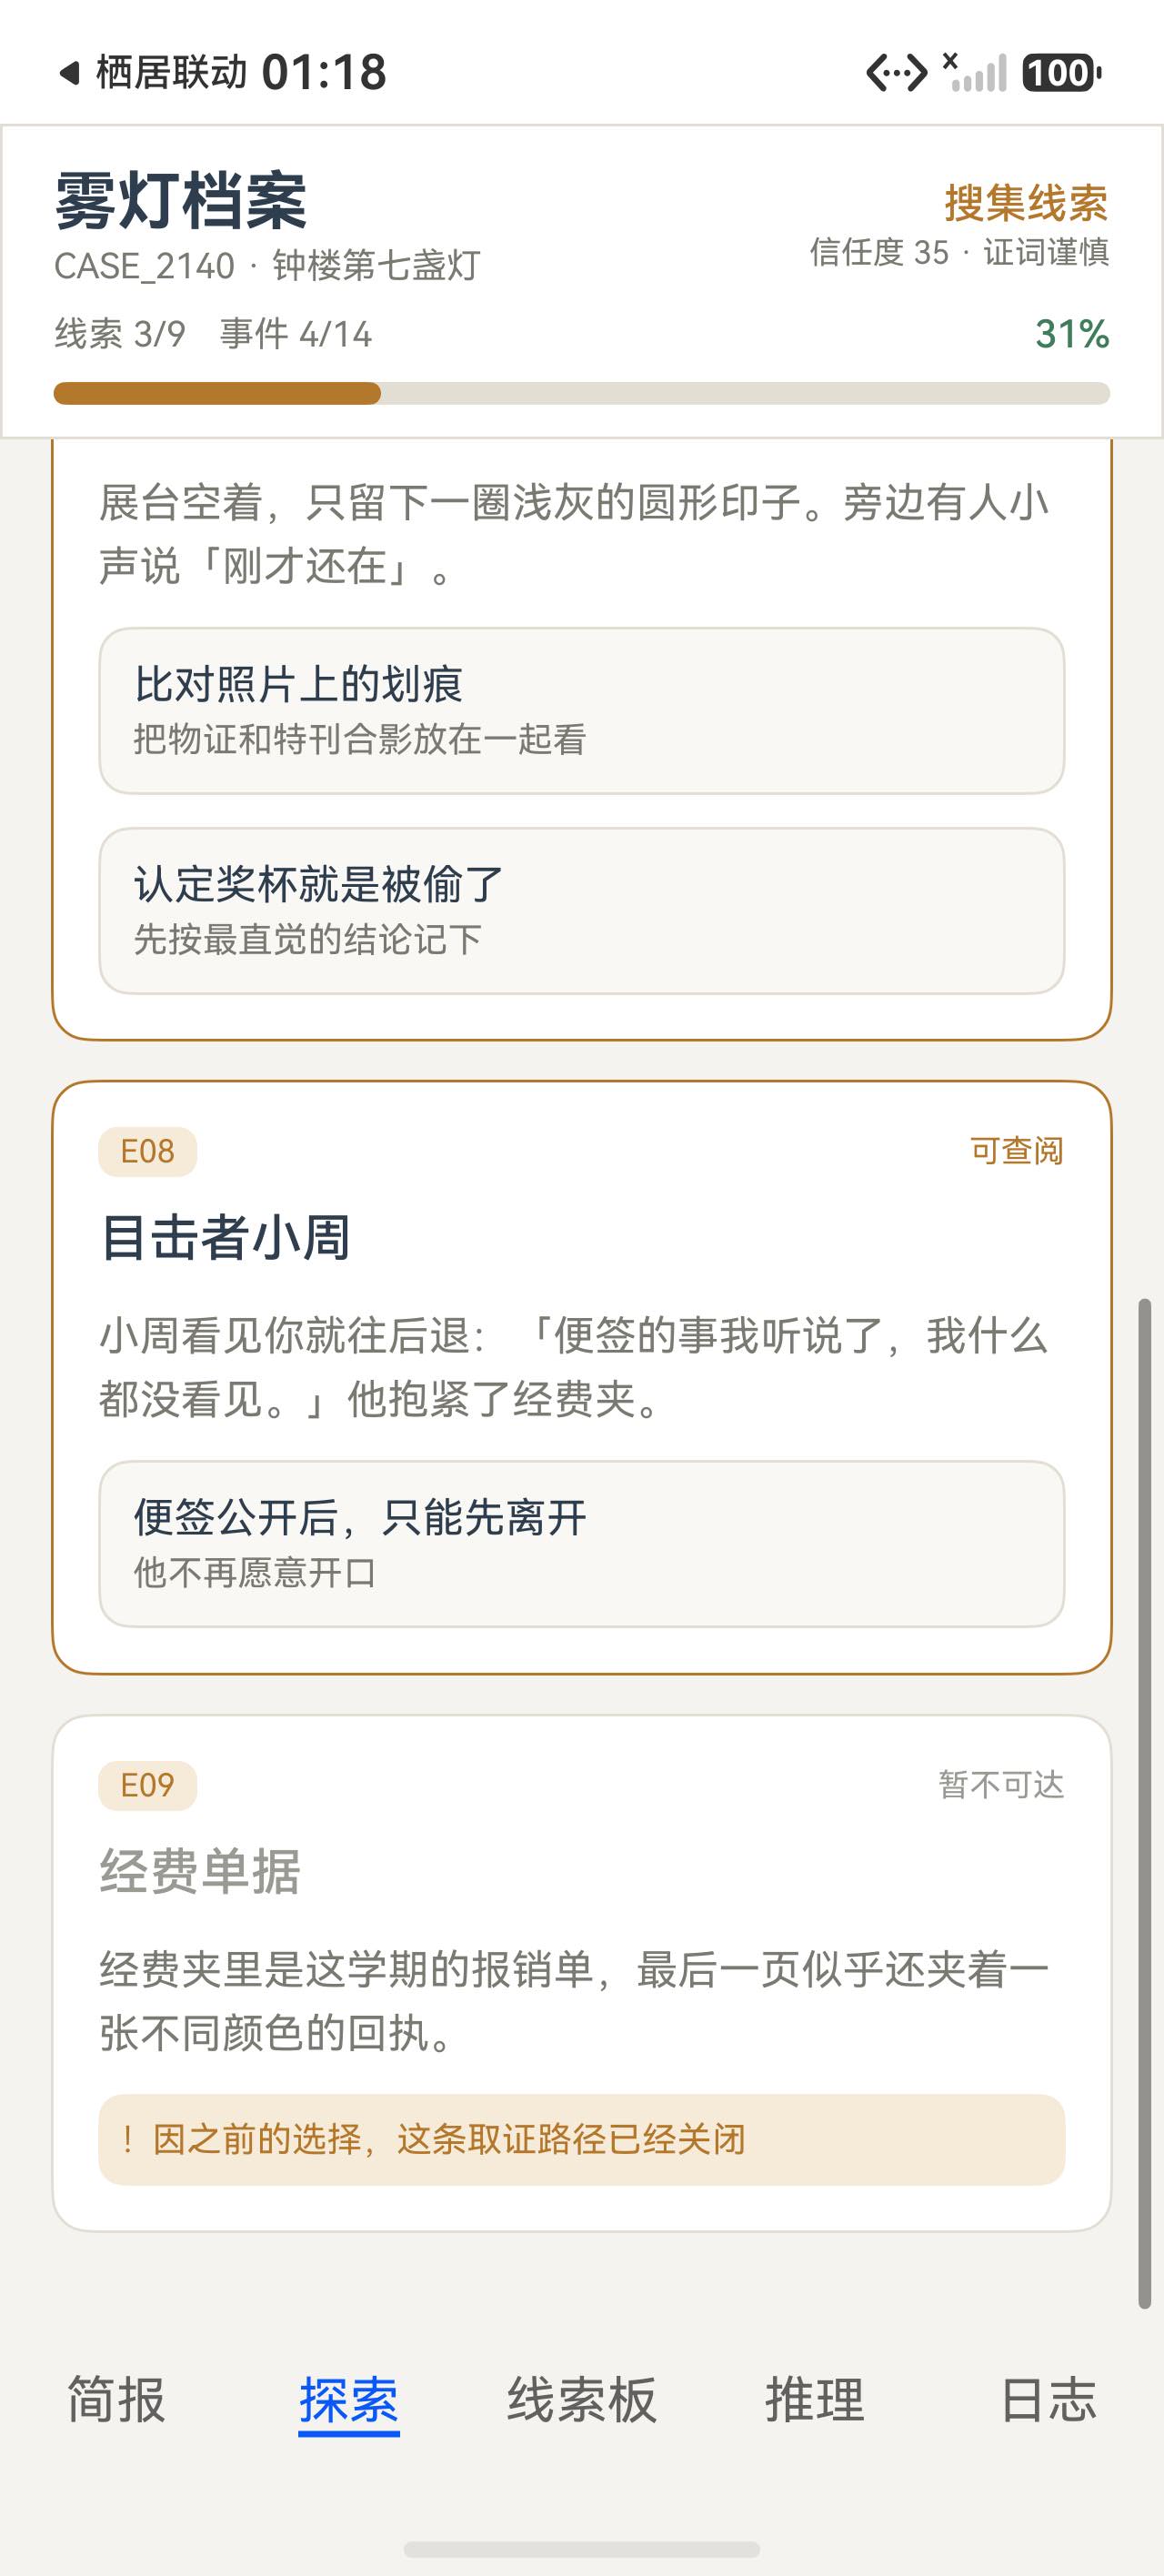 栖居联动 01:18
100
雾灯档案
搜集线索
CASE_2140 · 钟楼第七盏灯
信任度 35 · 证词谨慎
线索 3/9 事件 4/14
31%
展台空着，只留下一圈浅灰的圆形印子。旁边有人小
声说「刚才还在」。
比对照片上的划痕
把物证和特刊合影放在一起看
认定奖杯就是被偷了
先按最直觉的结论记下
E08
可查阅
目击者小周
小周看见你就往后退：「便签的事我听说了，我什么
都没看见。」他抱紧了经费夹。
便签公开后，只能先离开
他不再愿意开口
E09
暂不可达
经费单据
经费夹里是这学期的报销单，最后一页似乎还夹着一
张不同颜色的回执。
！因之前的选择，这条取证路径已经关闭
简报
探索
线索板
推理
日志